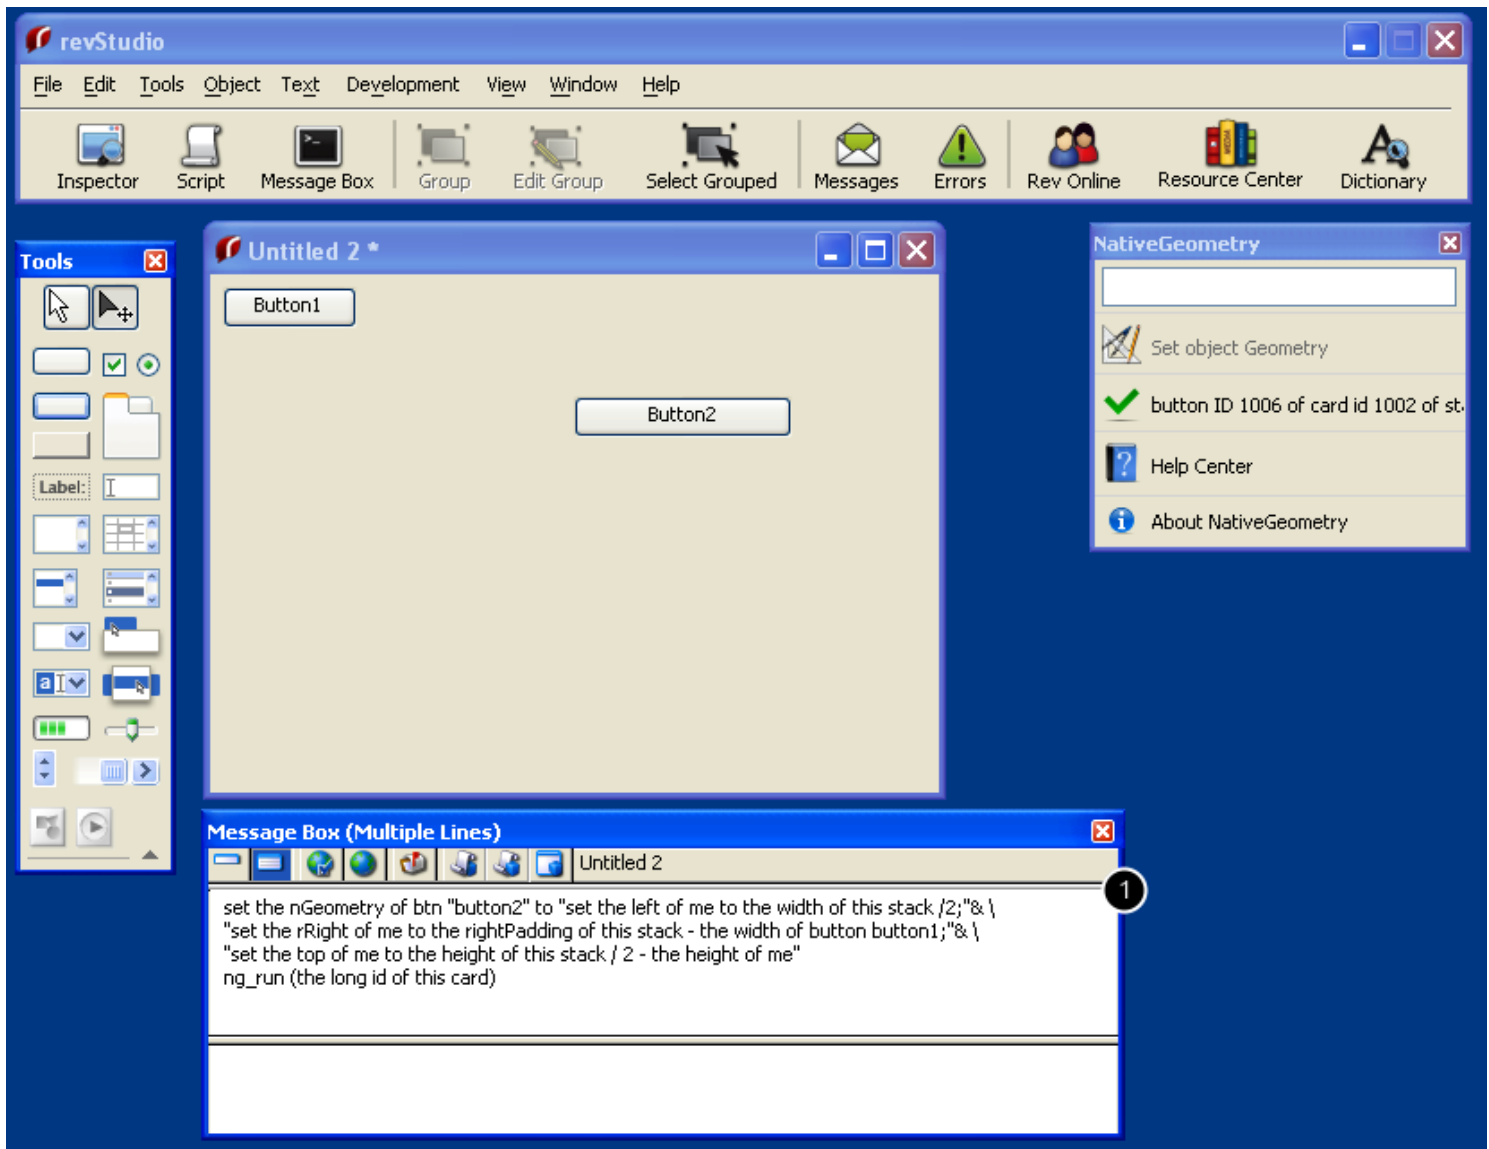 revStudio
File Edit Tools Object Text Development View Window Help
Inspector Script Message Box Group Edit Group Select Grouped Messages Errors Rev Online Resource Center Dictionary
Tools
Label:
a
Untitled 2 *
Button1
Button2
NativeGeometry
Set object Geometry
button ID 1006 of card id 1002 of st
Help Center
About NativeGeometry
Message Box (Multiple Lines)
Untitled 2
1
set the nGeometry of btn "button2" to "set the left of me to the width of this stack /2;"& \
"set the rRight of me to the rightPadding of this stack - the width of button button1;"& \
"set the top of me to the height of this stack / 2 - the height of me"
ng_run (the long id of this card)